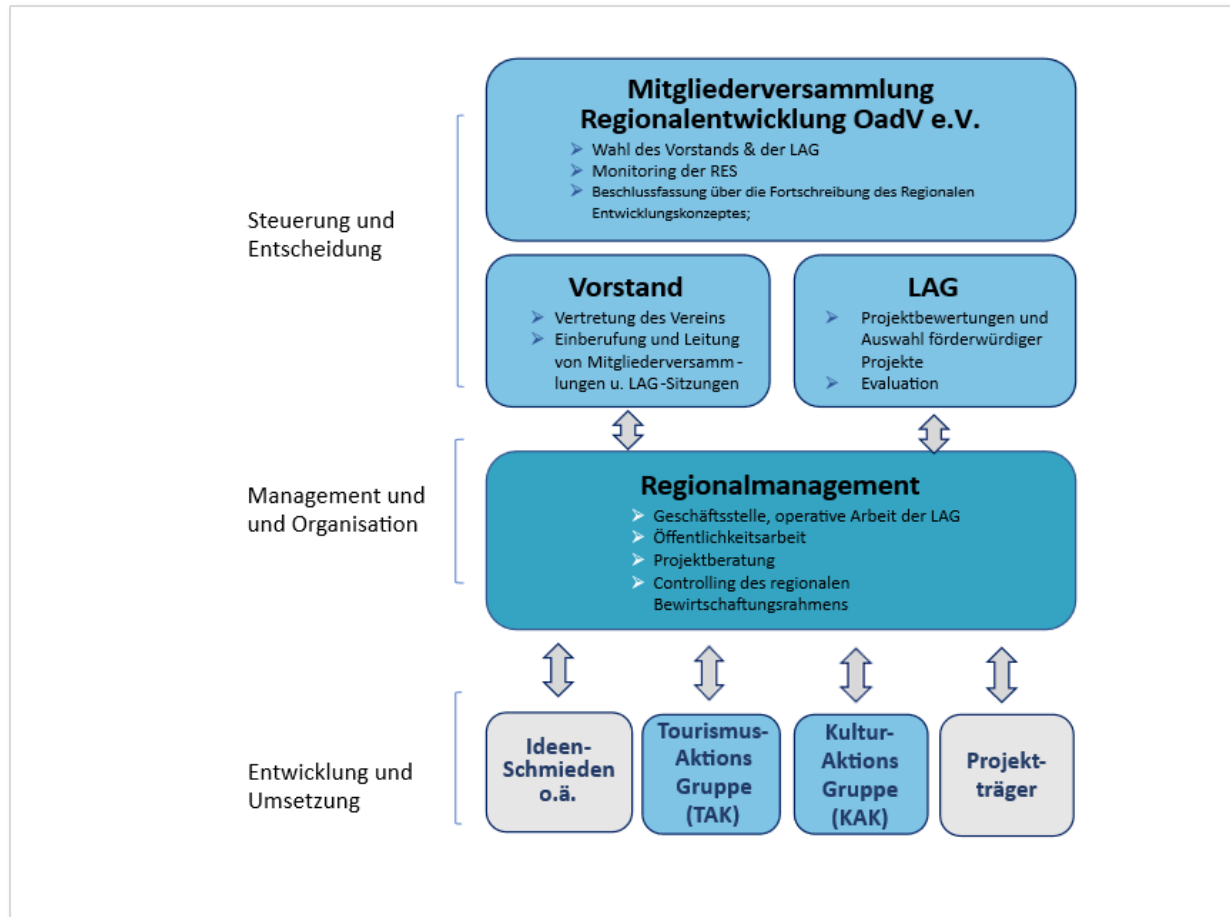 Mitgliederversammlung
Regionalentwicklung OadV e.V.
Wahl des Vorstands & der LAG
Monitoring der RES
Beschlussfassung über die Fortschreibung des Regionalen
Entwicklungskonzeptes;
Steuerung und
Entscheidung
Vorstand
Vertretung des Vereins
Einberufung und Leitung
von Mitgliederversamm-
lungen u. LAG-Sitzungen
LAG
Projektbewertungen und
Auswahl förderwürdiger
Projekte
Evaluation
Management und
und Organisation
Regionalmanagement
Geschäftsstelle, operative Arbeit der LAG
Öffentlichkeitsarbeit
Projektberatung
Controlling des regionalen
Bewirtschaftungsrahmens
Entwicklung und
Umsetzung
Ideen-
Schmieden
o.ä.
Tourismus-
Aktions
Gruppe
(TAK)
Kultur-
Aktions
Gruppe
(KAK)
Projekt-
träger